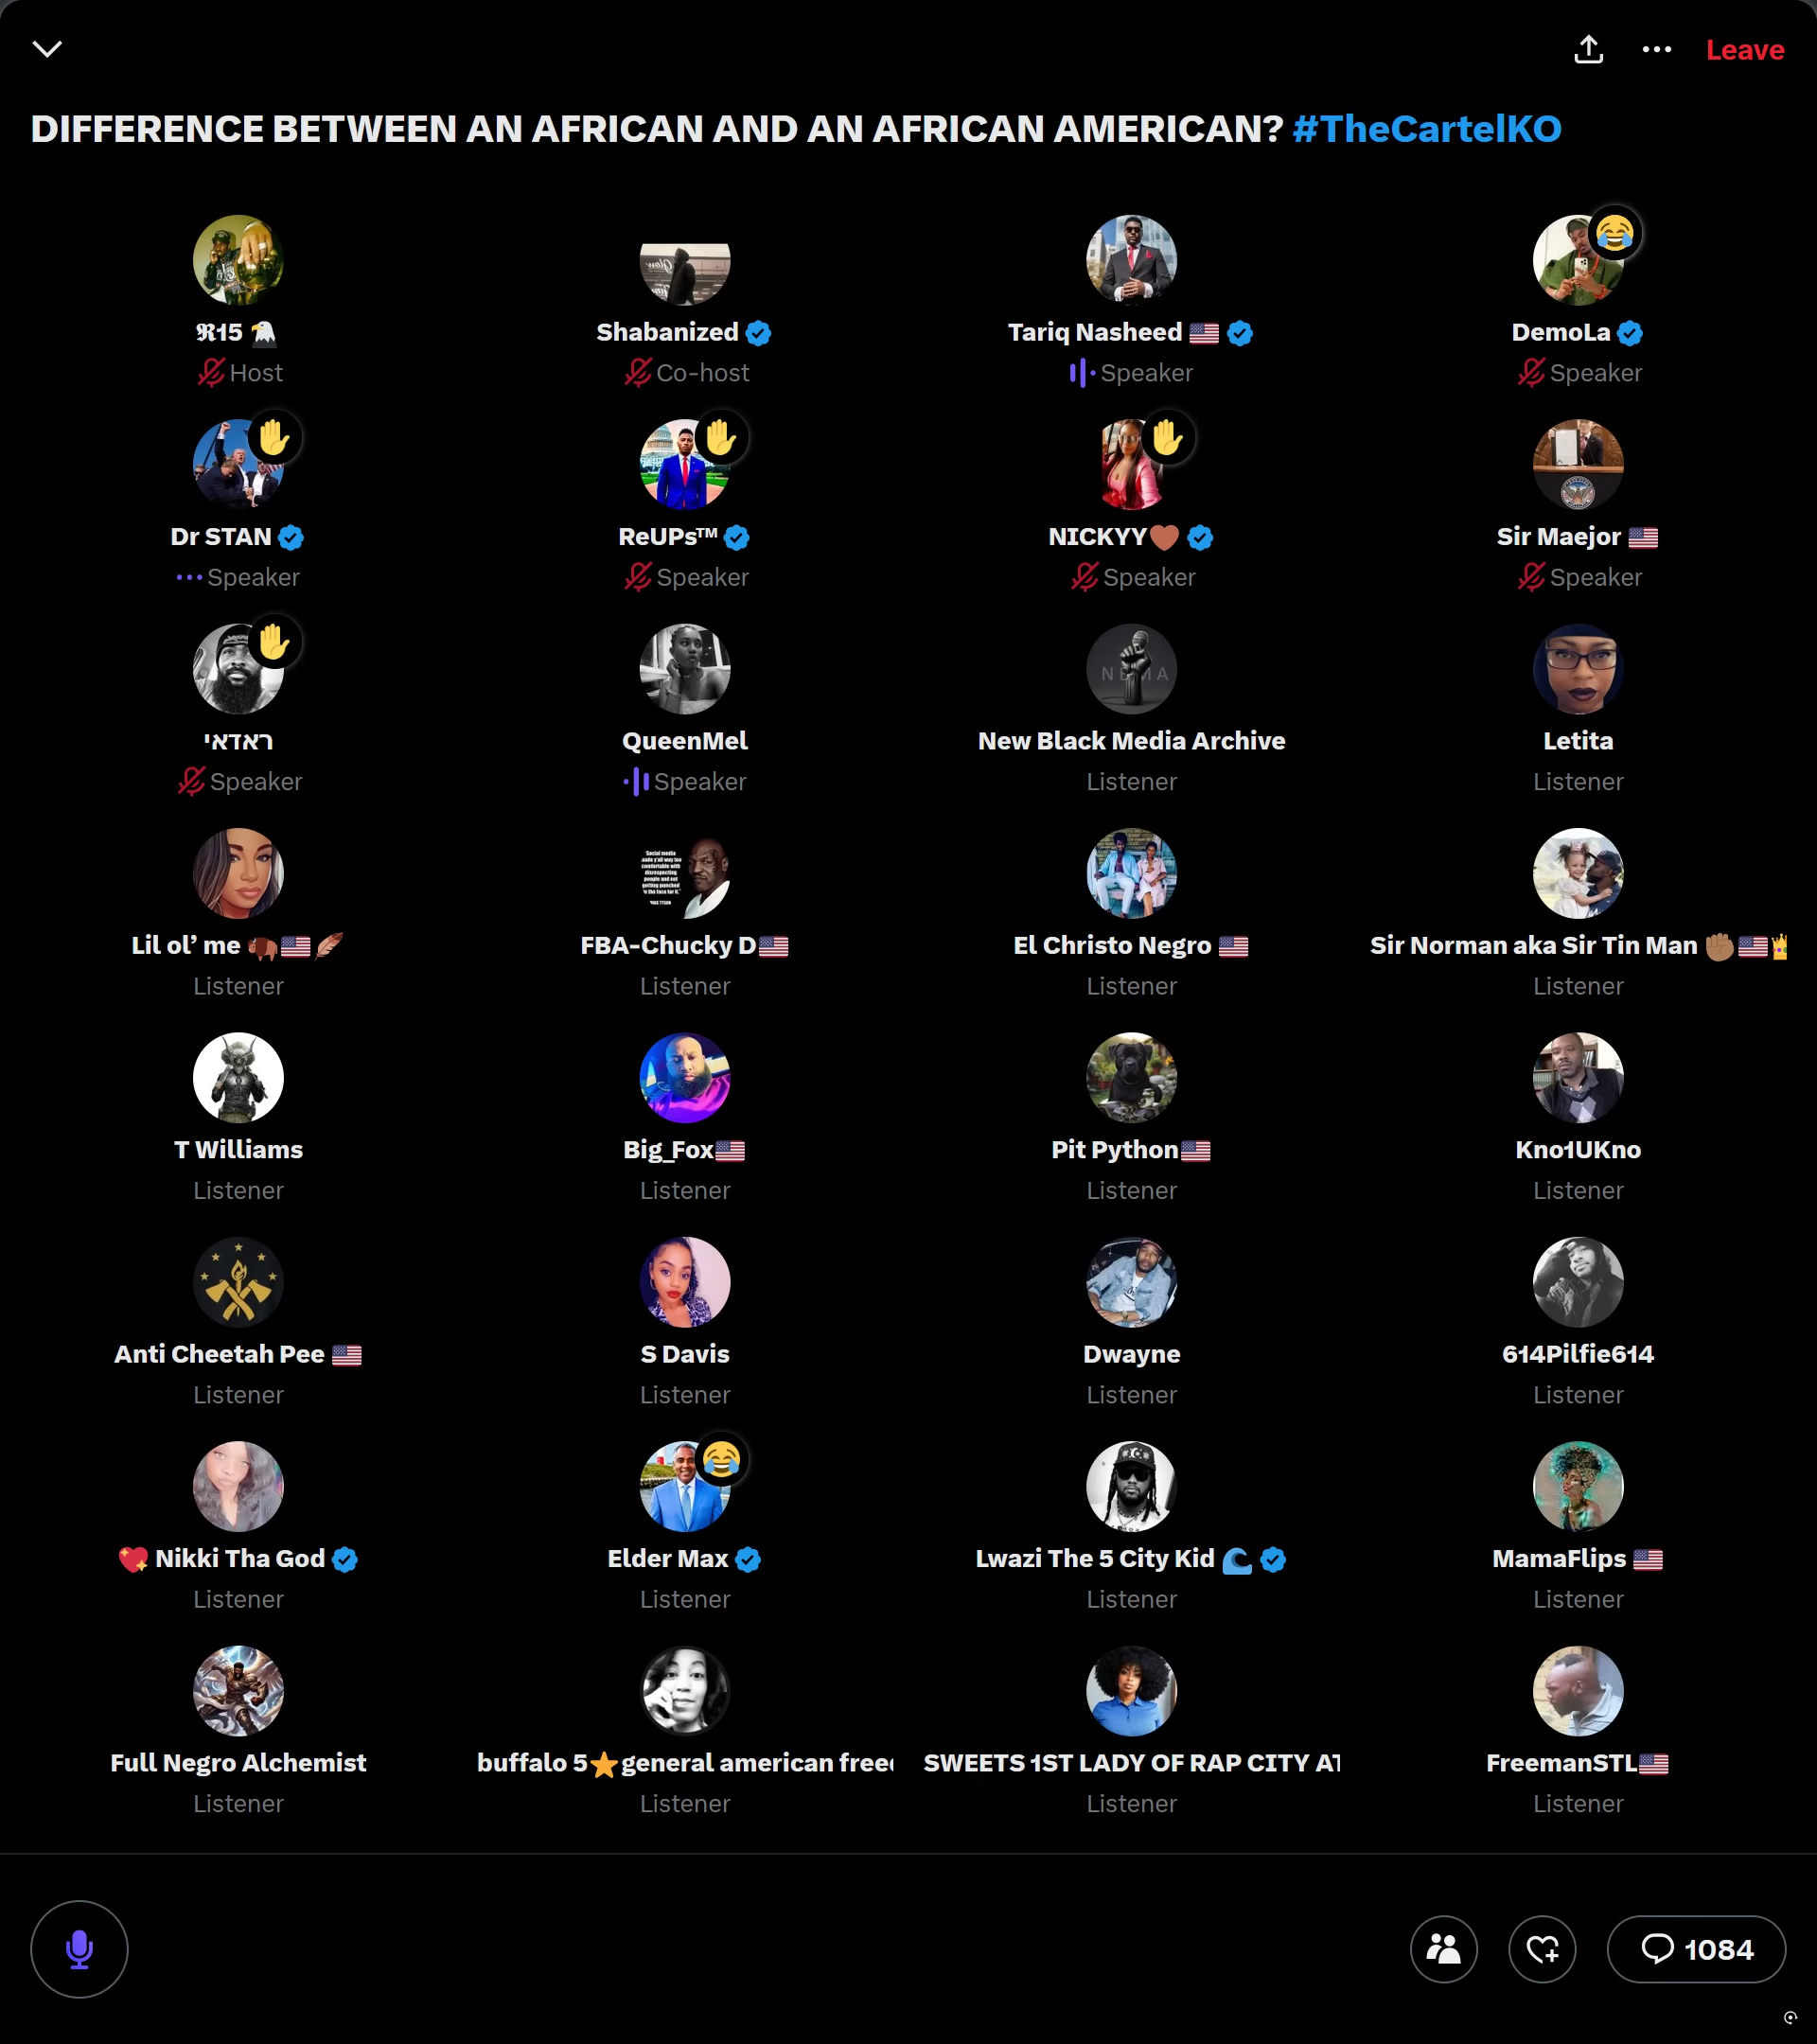 Leave
DIFFERENCE BETWEEN AN AFRICAN AND AN AFRICAN AMERICAN? #TheCartelKO
ℜ15 🦅
Host
Shabanized
Co-host
Tariq Nasheed 🇺🇸
Speaker
DemoLa
Speaker
Dr STAN
Speaker
ReUPs™
Speaker
NICKYY🤎
Speaker
Sir Maejor 🇺🇸
Speaker
ראדאי
Speaker
QueenMel
Speaker
NEMA
New Black Media Archive
Listener
Letita
Listener
Lil ol’ me 🦬🇺🇸🪶
Listener
FBA-Chucky D🇺🇸
Listener
El Christo Negro 🇺🇸
Listener
Sir Norman aka Sir Tin Man ✊🏽🇺🇸🤴
Listener
T Williams
Listener
Big_Fox🇺🇸
Listener
Pit Python🇺🇸
Listener
Kno1UKno
Listener
Anti Cheetah Pee 🇺🇸
Listener
S Davis
Listener
Dwayne
Listener
614Pilfie614
Listener
💖 Nikki Tha God
Listener
Elder Max
Listener
Lwazi The 5 City Kid 🌊
Listener
MamaFlips 🇺🇸
Listener
Full Negro Alchemist
Listener
buffalo 5⭐general american free
Listener
SWEETS 1ST LADY OF RAP CITY AT
Listener
FreemanSTL🇺🇸
Listener
1084